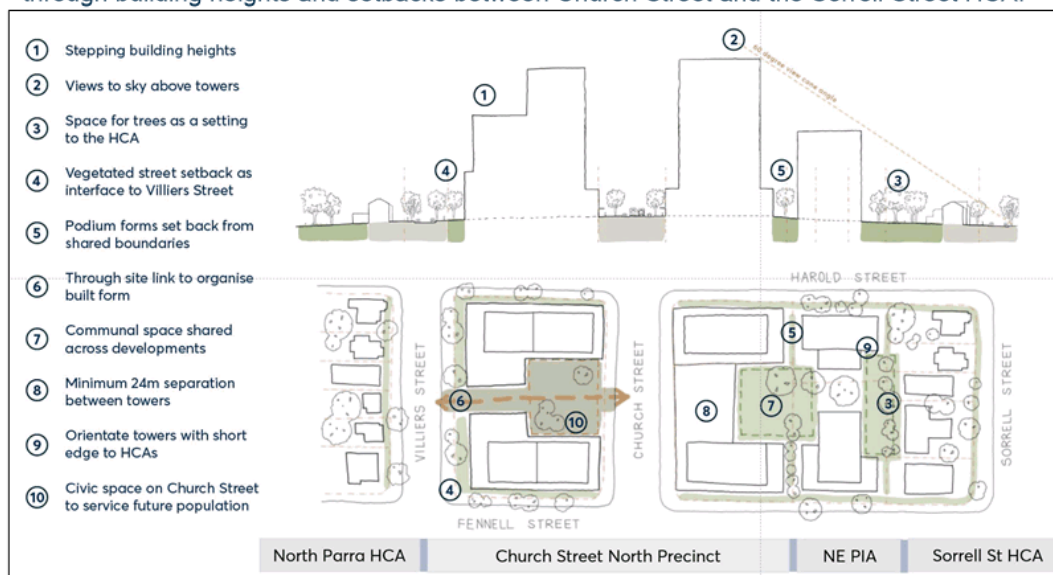 through building heights and setbacks between Church Street and the Sorrell Street HCA.
1 Stepping building heights
2 Views to sky above towers
3 Space for trees as a setting
to the HCA
4 Vegetated street setback as
interface to Villiers Street
5 Podium forms set back from
shared boundaries
6 Through site link to organise
built form
7 Communal space shared
across developments
8 Minimum 24m separation
between towers
9 Orientate towers with short
edge to HCAs
10 Civic space on Church Street
to service future population
2
60 degree view cone angle
1
4
5
3
HAROLD STREET
VILLIERS STREET
CHURCH STREET
SORRELL STREET
5
9
6
8
7
3
10
4
FENNELL STREET
North Parra HCA
Church Street North Precinct
NE PIA
Sorrell St HCA